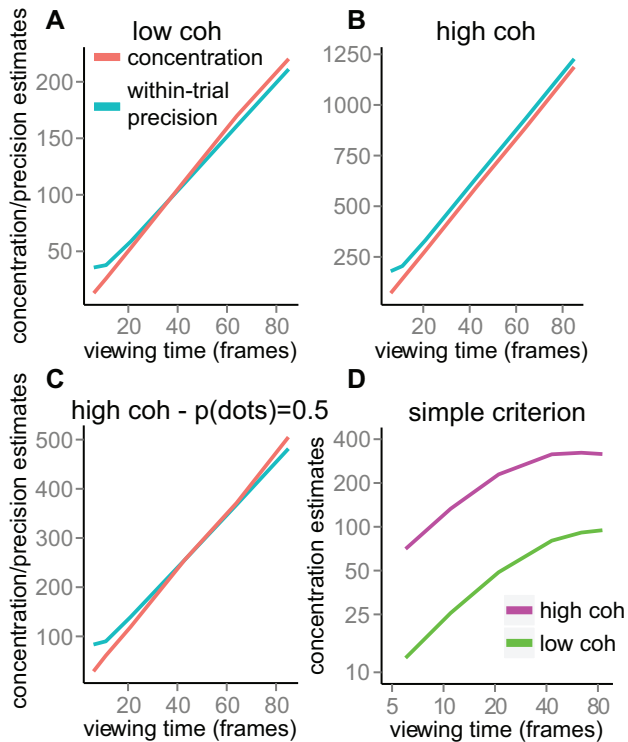 A
low coh
concentration
within-trial
precision
concentration/precision estimates
200
150
100
50
20
40
60
80
viewing time (frames)
B
high coh
1250
1000
750
500
250
20
40
60
80
viewing time (frames)
C
high coh - p(dots)=0.5
concentration/precision estimates
500
400
300
200
100
20
40
60
80
viewing time (frames)
D
simple criterion
concentration estimates
400
200
100
50
25
10
high coh
low coh
5
10
20
40
80
viewing time (frames)